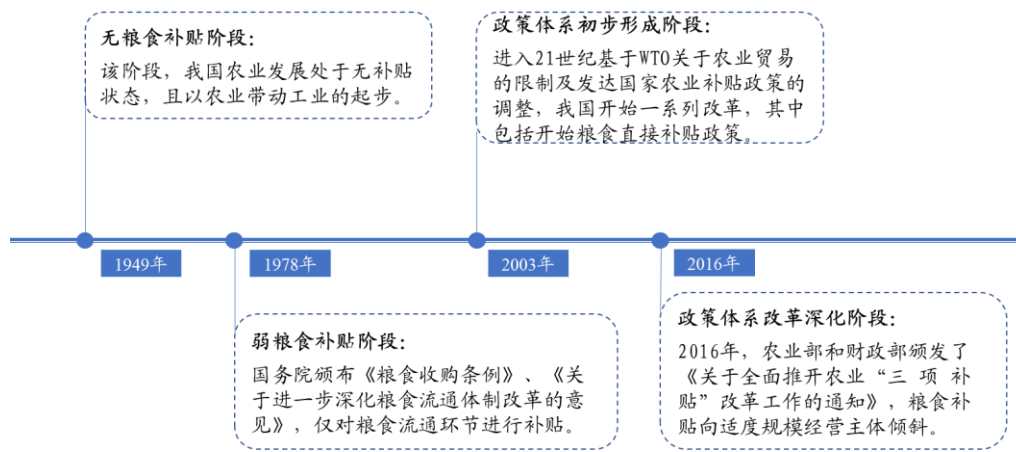 无粮食补贴阶段：
该阶段，我国农业发展处于无补贴
状态，且以农业带动工业的起步。
政策体系初步形成阶段：
进入21世纪基于WTO关于农业贸易
的限制及发达国家农业补贴政策的
调整，我国开始一系列改革，其中
包括开始粮食直接补贴政策。
1949年
1978年
2003年
2016年
弱粮食补贴阶段：
国务院颁布《粮食收购条例》、《关
于进一步深化粮食流通体制改革的意
见》，仅对粮食流通环节进行补贴。
政策体系改革深化阶段：
2016年，农业部和财政部颁发了
《关于全面推开农业“三 项 补
贴”改革工作的通知》，粮食补
贴向适度规模经营主体倾斜。